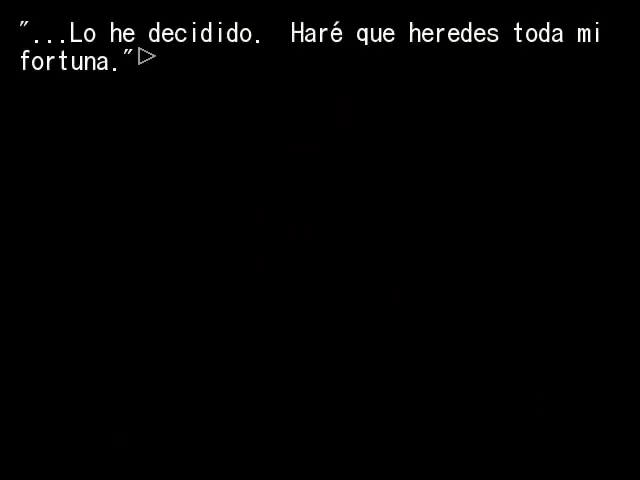 "...Lo he decidido.  Haré que heredes toda mi
fortuna."